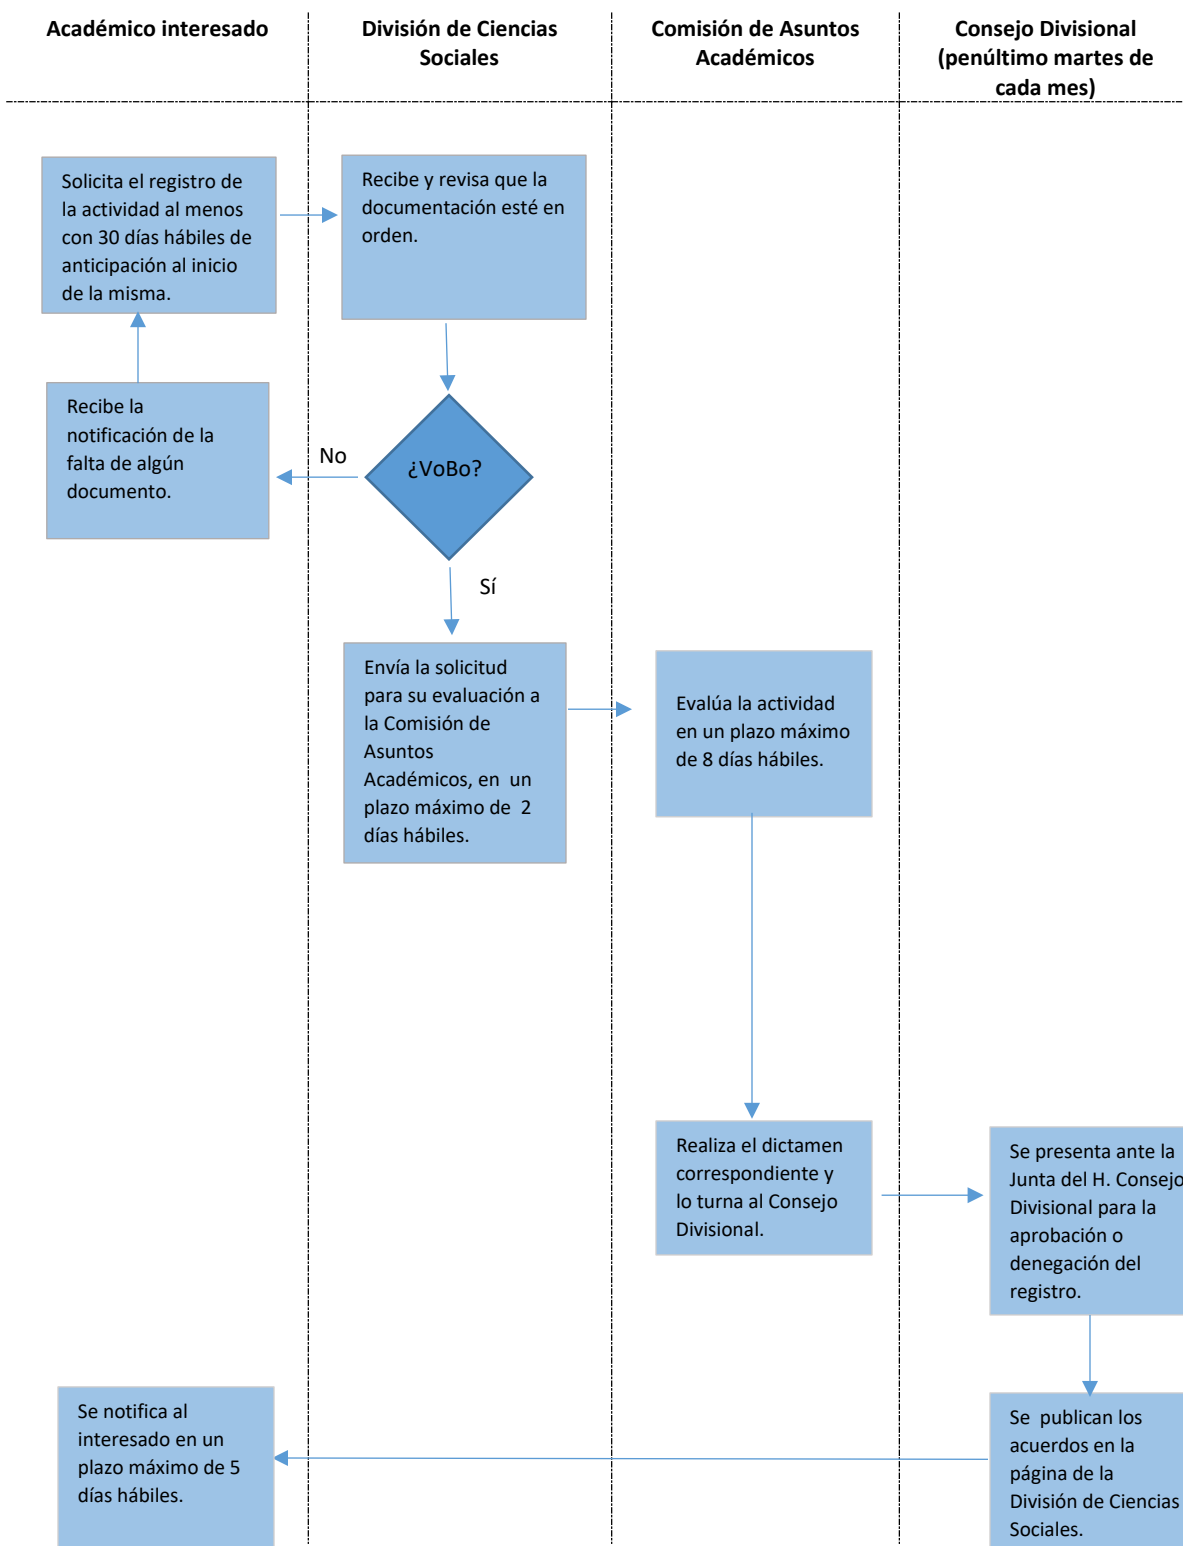 Académico interesado
División de Ciencias
Sociales
Comisión de Asuntos
Académicos
Consejo Divisional
(penúltimo martes de
cada mes)
Solicita el registro de
la actividad al menos
con 30 días hábiles de
anticipación al inicio
de la misma.
Recibe y revisa que la
documentación esté en
orden.
Recibe la
notificación de la
falta de algún
documento.
No
¿VoBo?
Sí
Envía la solicitud
para su evaluación a
la Comisión de
Asuntos
Académicos, en un
plazo máximo de 2
días hábiles.
Evalúa la actividad
en un plazo máximo
de 8 días hábiles.
Realiza el dictamen
correspondiente y
lo turna al Consejo
Divisional.
Se presenta ante la
Junta del H. Consejo
Divisional para la
aprobación o
denegación del
registro.
Se publican los
acuerdos en la
página de la
División de Ciencias
Sociales.
Se notifica al
interesado en un
plazo máximo de 5
días hábiles.